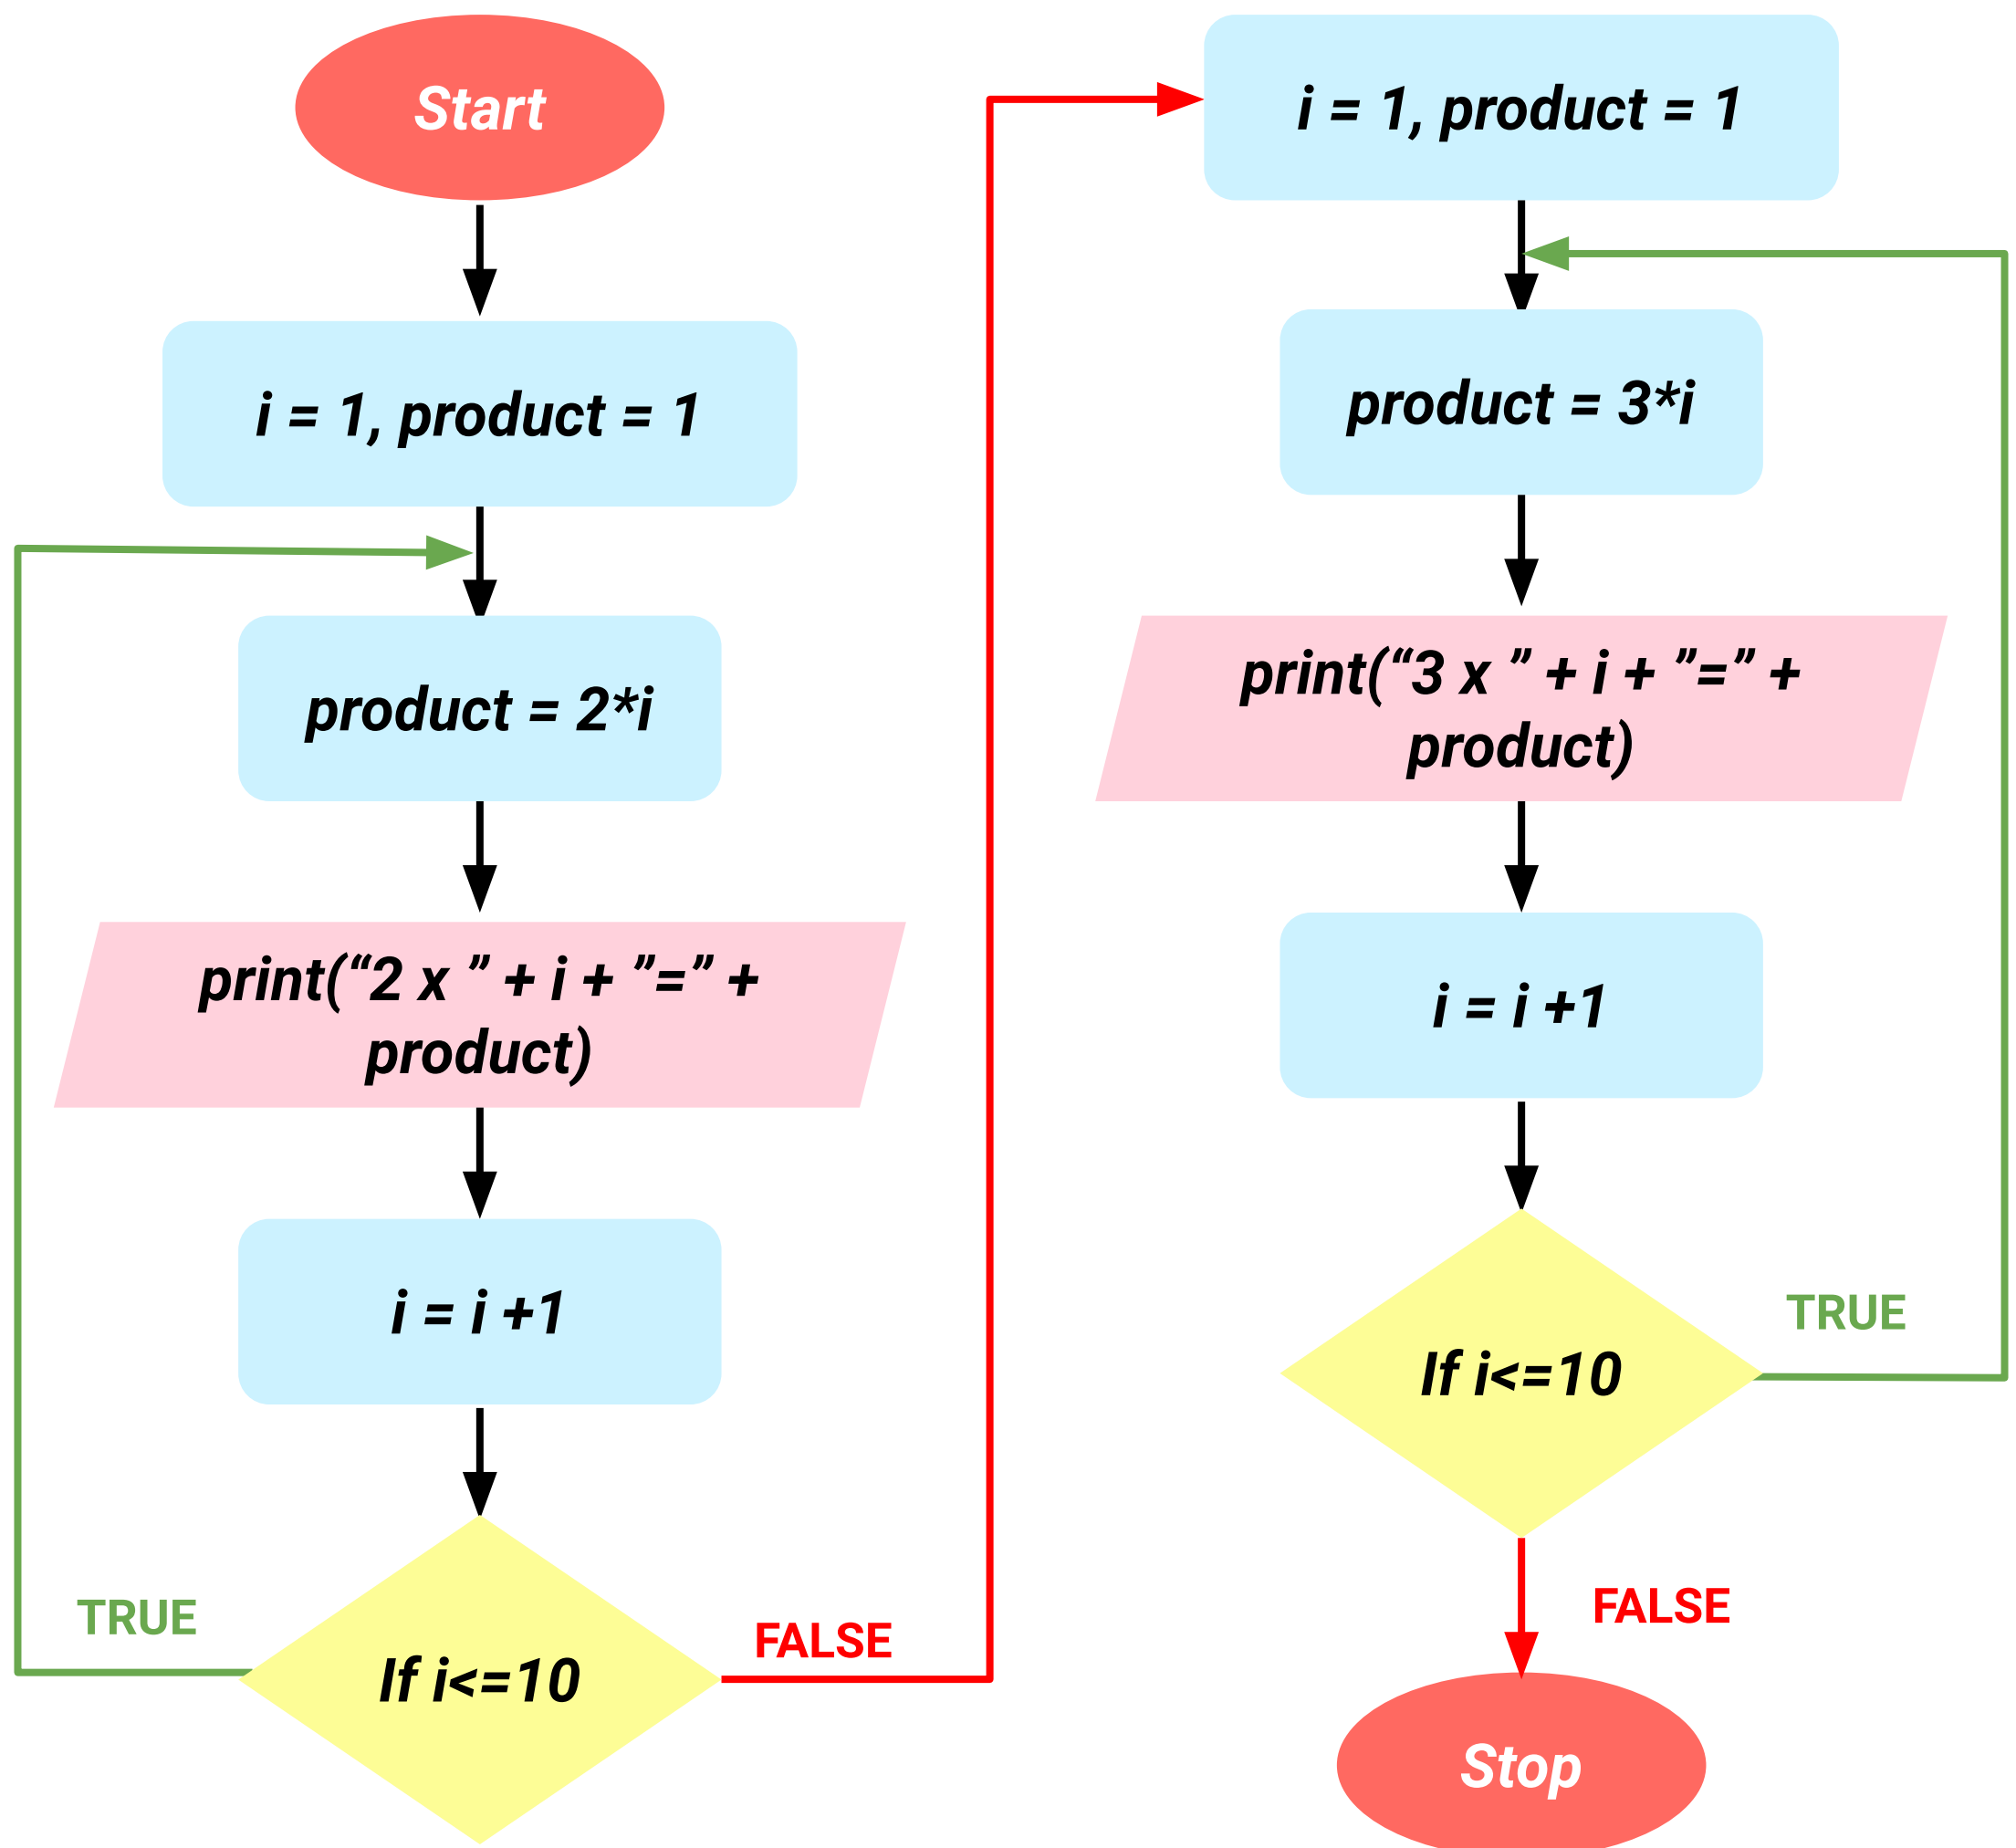 Start
i = 1, product = 1
product = 2*i
print(“2 x ” + i + ”=” +
product)
i = i +1
If i<=10
TRUE
FALSE
i = 1, product = 1
product = 3*i
print(“3 x ”+ i + ”=” +
product)
i = i +1
If i<=10
TRUE
FALSE
Stop